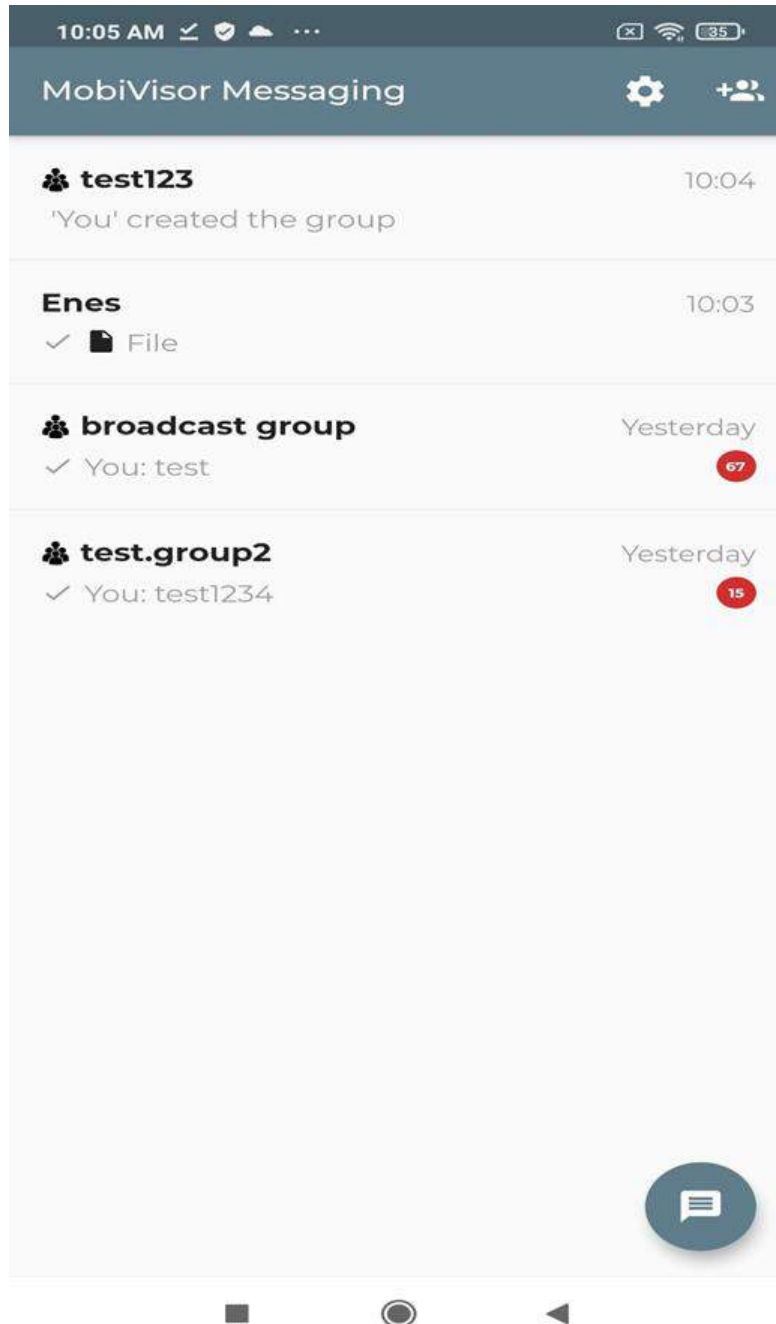 10:05 AM
35
MobiVisor Messaging
test123
10:04
'You' created the group
Enes
10:03
File
broadcast group
Yesterday
You: test
67
test.group2
Yesterday
You: test1234
15